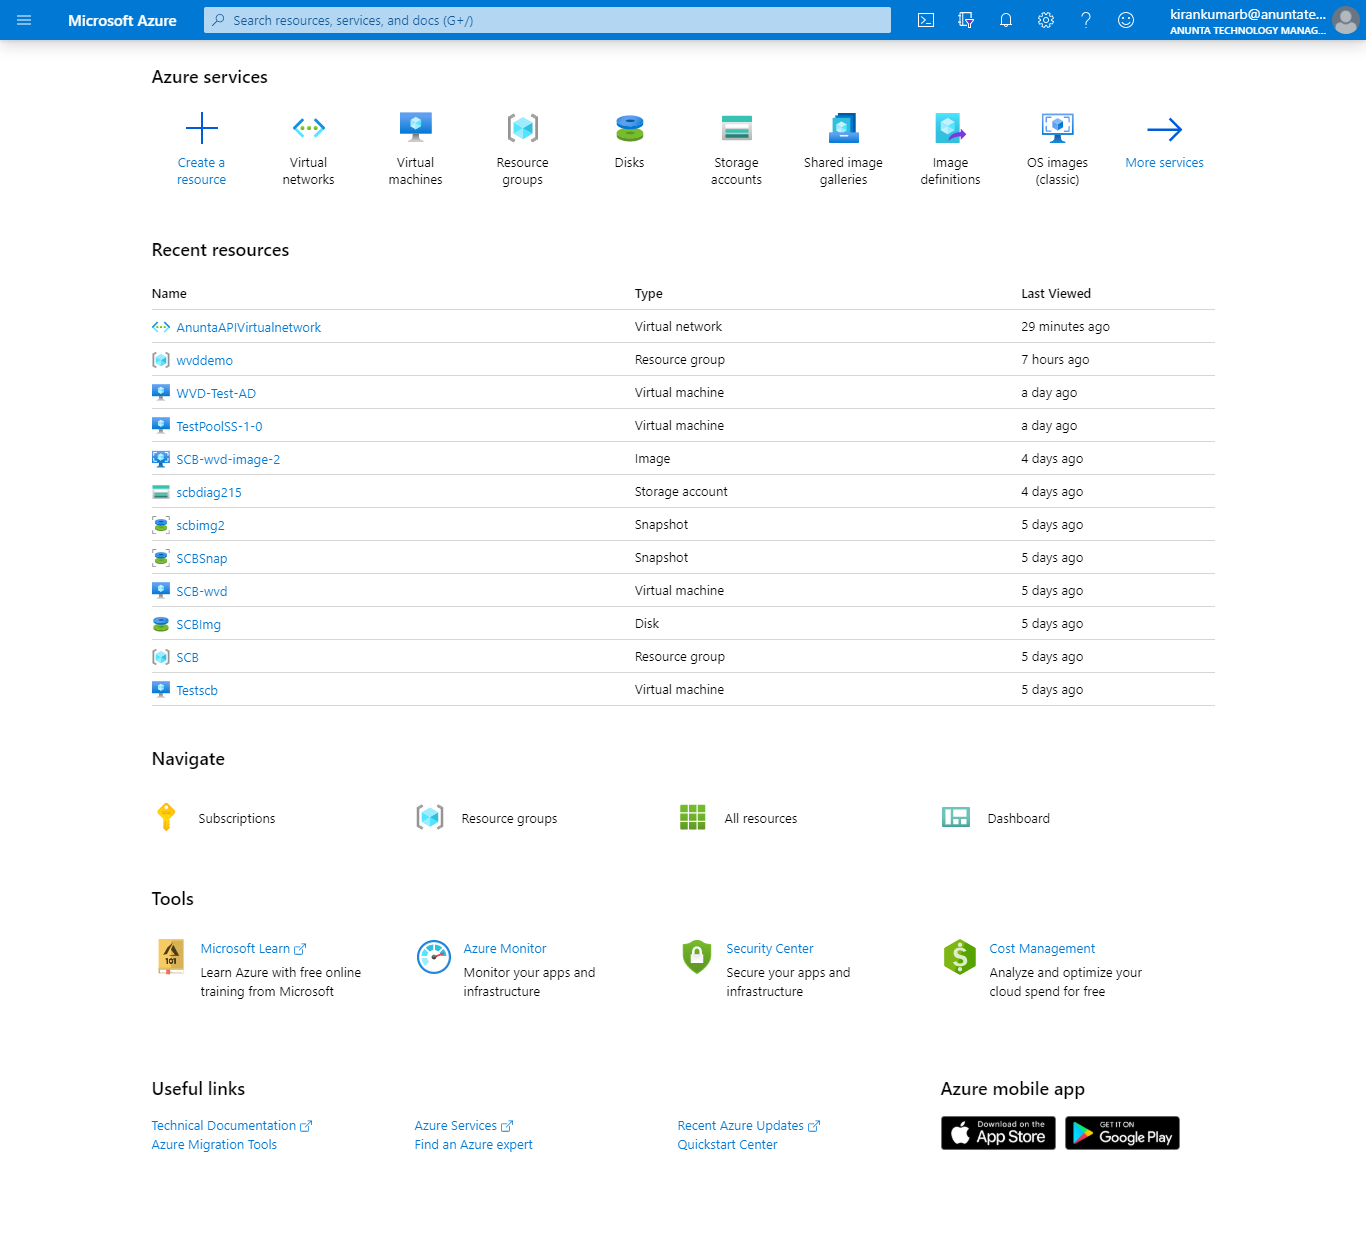 Microsoft Azure
Search resources, services, and docs (G+/)
kirankumarb@anuntate...
ANUNTA TECHNOLOGY MANAG...
Azure services
Create a
resource
Virtual
networks
Virtual
machines
Resource
groups
Disks
Storage
accounts
Shared image
galleries
Image
definitions
OS images
(classic)
More services
Recent resources
Name Type Last Viewed
AnuntaAPIVirtualnetwork Virtual network 29 minutes ago
wvddemo Resource group 7 hours ago
WVD-Test-AD Virtual machine a day ago
TestPoolSS-1-0 Virtual machine a day ago
SCB-wvd-image-2 Image 4 days ago
scbdiag215 Storage account 4 days ago
scbimg2 Snapshot 5 days ago
SCBSnap Snapshot 5 days ago
SCB-wvd Virtual machine 5 days ago
SCBImg Disk 5 days ago
SCB Resource group 5 days ago
Testscb Virtual machine 5 days ago
Navigate
Subscriptions Resource groups All resources Dashboard
Tools
101
Microsoft Learn
Learn Azure with free online
training from Microsoft
Azure Monitor
Monitor your apps and
infrastructure
Security Center
Secure your apps and
infrastructure
Cost Management
Analyze and optimize your
cloud spend for free
Useful links
Technical Documentation
Azure Migration Tools
Azure Services
Find an Azure expert
Recent Azure Updates
Quickstart Center
Azure mobile app
Download on the
App Store
GET IT ON
Google Play